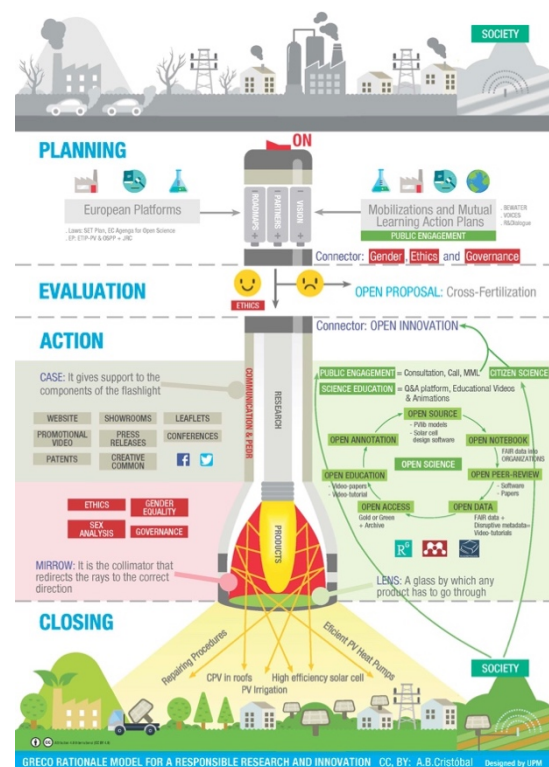 SOCIETY
ON
PLANNING
European Platforms
ROADMAPS
PARTNERS
VISION
Mobilizations and Mutual
Learning Action Plans
PUBLIC ENGAGEMENT
. BEWATER
. VOICES
. R&Dialogue
. Laws: SET Plan, EC Agenga for Open Science
. EP: ETIP-PV & ONPP + JRC
Connector: Gender, Ethics and Governance
EVALUATION
ETHICS
OPEN PROPOSAL: Cross-Fertilization
ACTION
Connector: OPEN INNOVATION
CASE: It gives support to the
components of the flashlight
WEBSITE
SHOWROOMS
LEAFLETS
PROMOTIONAL
VIDEO
PRESS
RELEASES
CONFERENCES
PATENTS
CREATIVE
COMMON
COMMUNICATION & PEDR
RESEARCH
PRODUCTS
PUBLIC ENGAGEMENT = Consultation, Call, MML
CITIZEN SCIENCE
SCIENCE EDUCATION = Q&A platform, Educational Videos
& Animations
OPEN SOURCE
- PVlib models
- Solar cell
design software
OPEN ANNOTATION
OPEN NOTEBOOK
FAIR data into
ORGANIZATIONS
OPEN SCIENCE
OPEN EDUCATION
- Video-papers
- Video-tutorial
OPEN PEER-REVIEW
- Software
- Papers
OPEN ACCESS
Gold or Green
+ Archive
OPEN DATA
FAIR data +
Disruptive metadata=
Video-tutorials
RG
ETHICS
GENDER
EQUALITY
SEX
ANALYSIS
GOVERNANCE
MIRROW: It is the collimator that
redirects the rays to the correct
direction
LENS: A glass by which any
product has to go through
CLOSING
Repairing Procedures
CPV in roofs
PV Irrigation
High efficiency solar cell
Efficient PV Heat Pumps
SOCIETY
GRECO RATIONALE MODEL FOR A RESPONSIBLE RESEARCH AND INNOVATION CC, BY: A.B.Cristóbal Designed by UPM